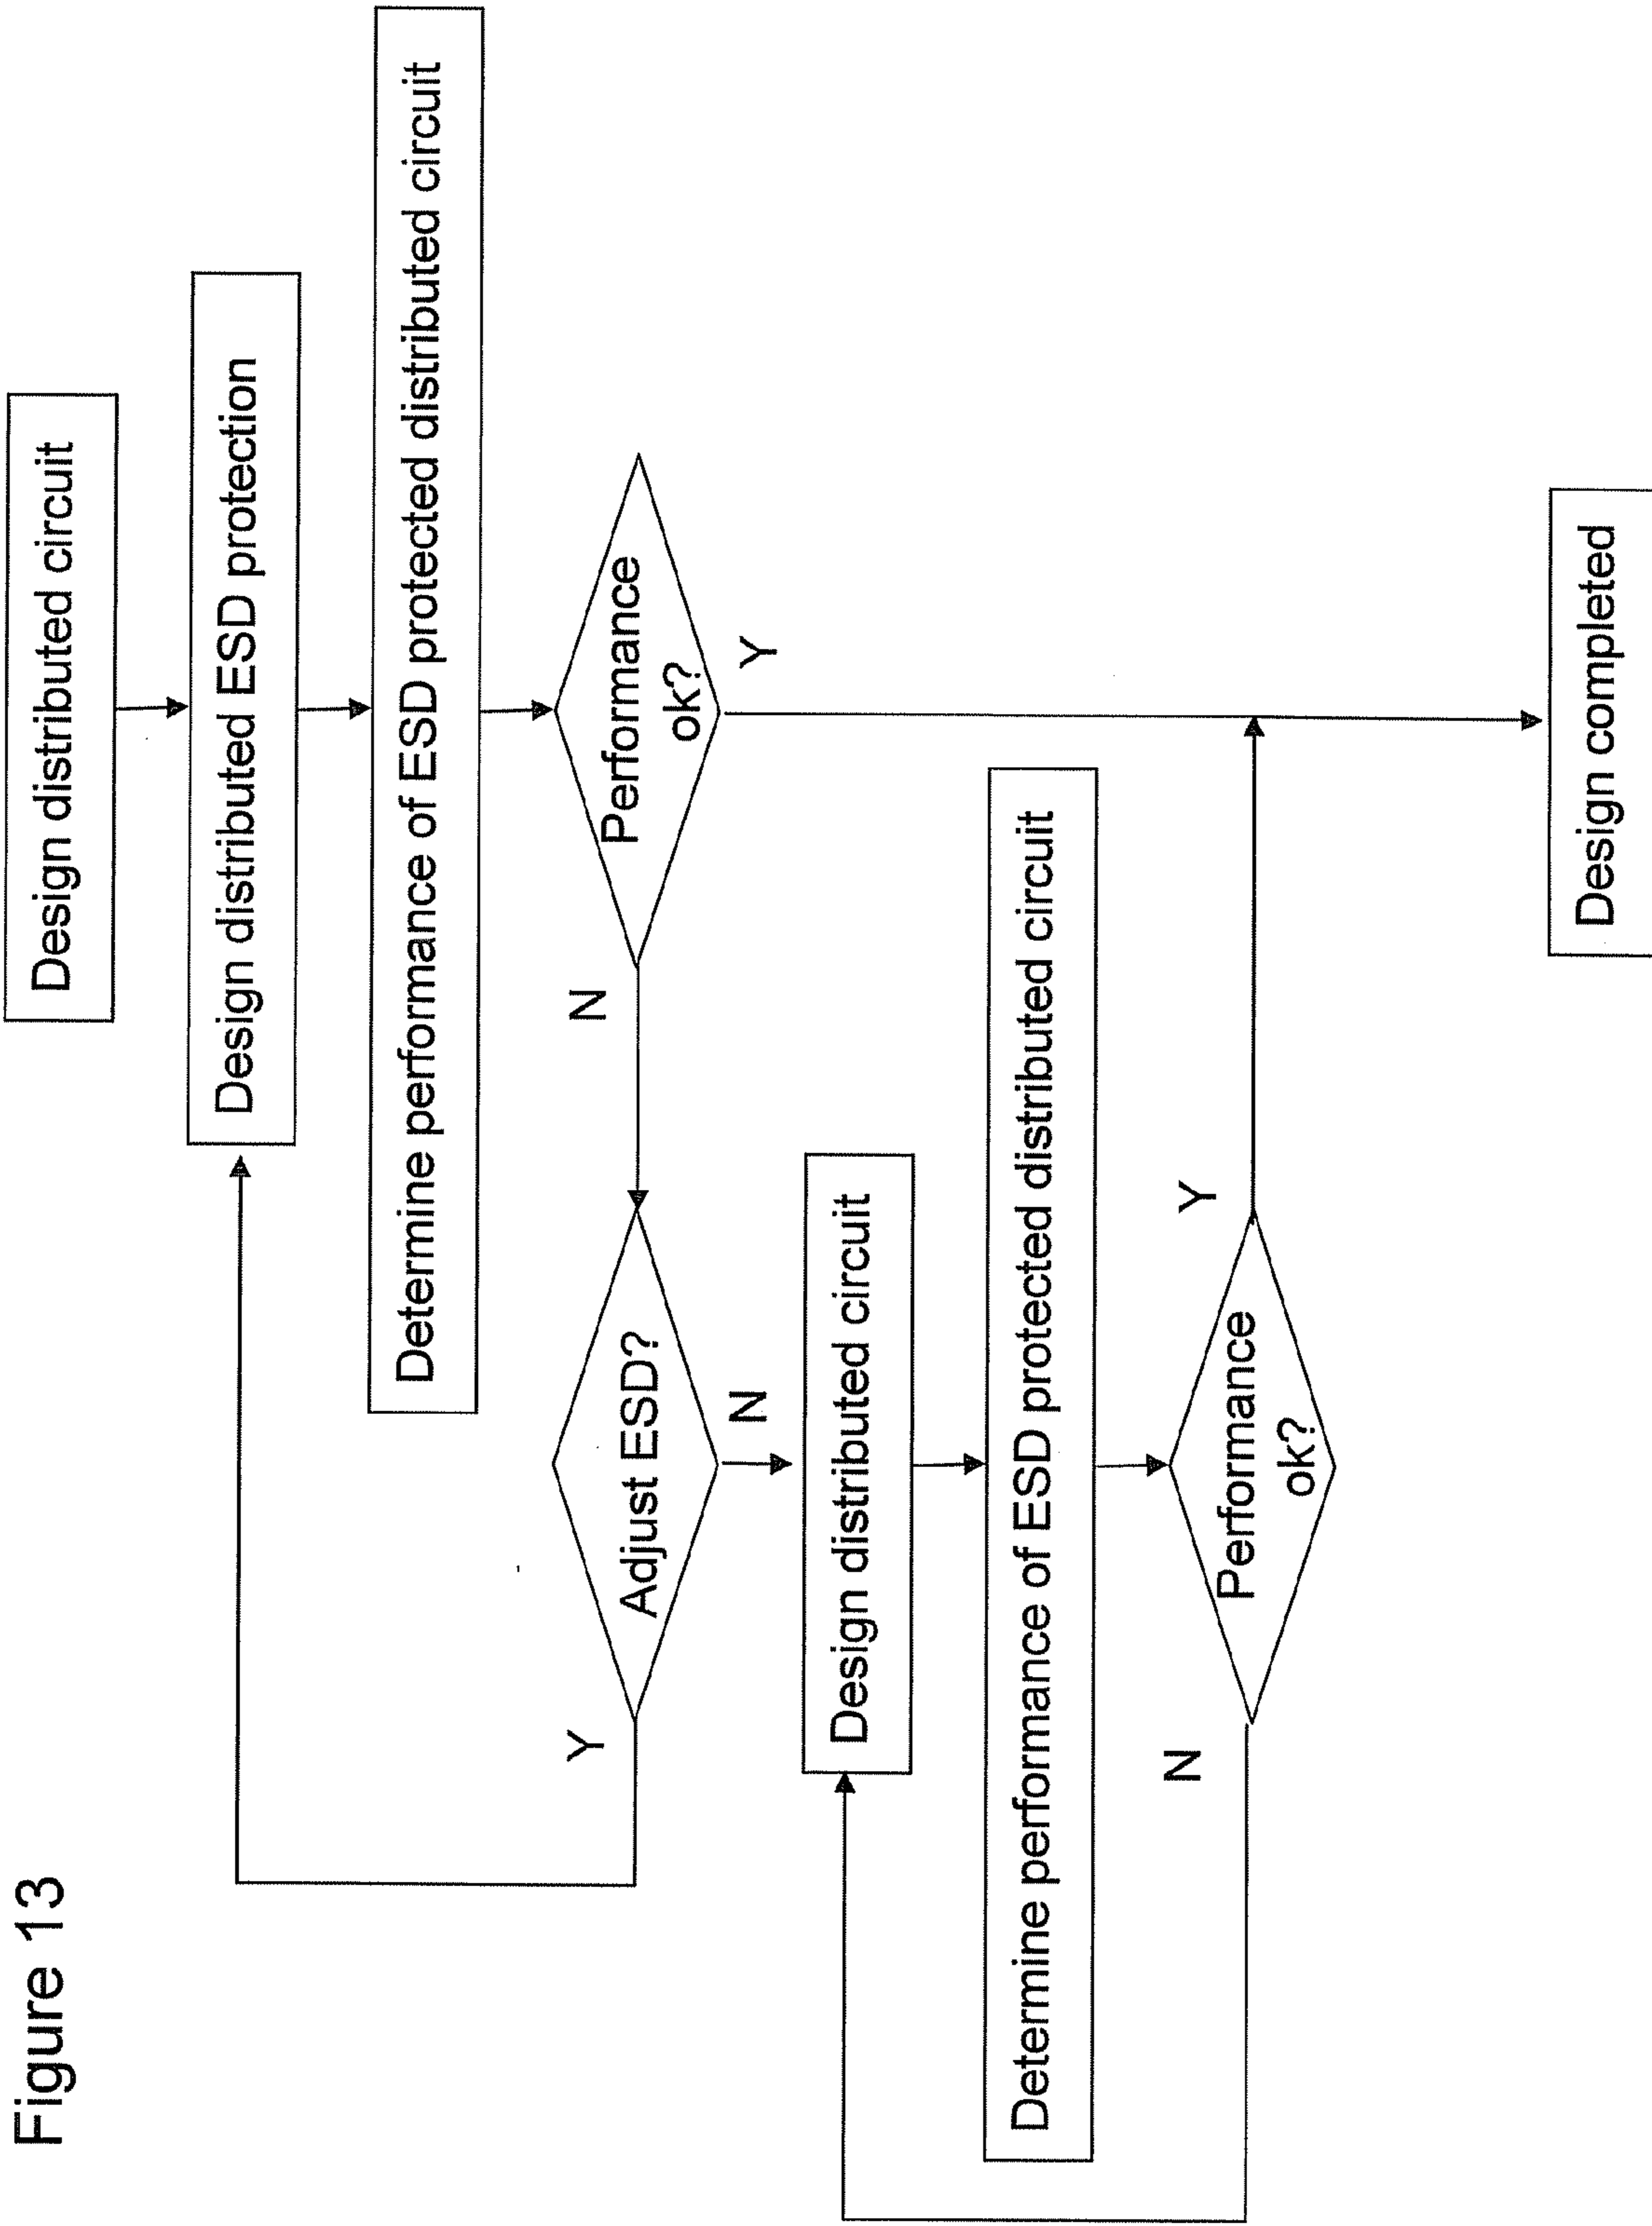 Figure 13
Design distributed circuit
Design distributed ESD protection
Determine performance of ESD protected distributed circuit
Performance
ok?
N
Y
Adjust ESD?
Y
N
Design distributed circuit
Determine performance of ESD protected distributed circuit
Performance
ok?
N
Y
Design completed